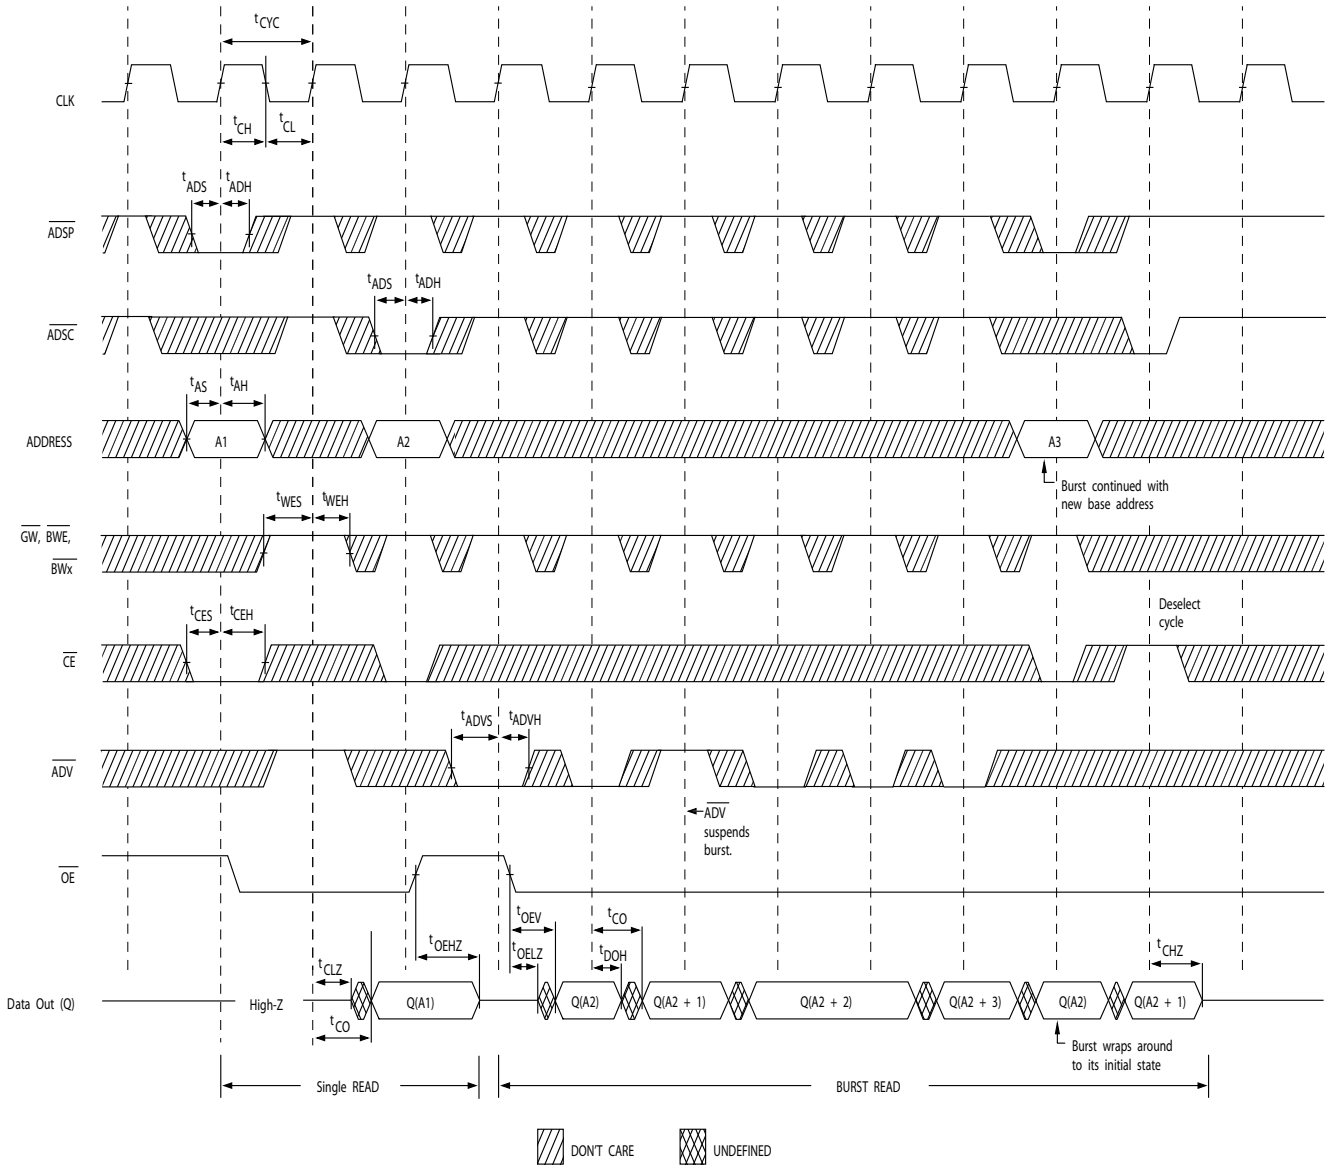 tCYC
CLK
tCH
tCL
tADS
tADH
ADSP
tADS
tADH
ADSC
tAS
tAH
ADDRESS
A1
A2
A3
Burst continued with
new base address
tWES
tWEH
GW, BWE,
BWx
Deselect
cycle
tCES
tCEH
CE
tADVS
tADVH
ADV
ADV
suspends
burst.
OE
tOEV
tCO
tOEHZ
tOELZ
tDOH
tCHZ
tCLZ
Data Out (Q)
High-Z
Q(A1)
Q(A2)
Q(A2 + 1)
Q(A2 + 2)
Q(A2 + 3)
Q(A2)
Q(A2 + 1)
tCO
Burst wraps around
to its initial state
Single READ
BURST READ
DON'T CARE
UNDEFINED